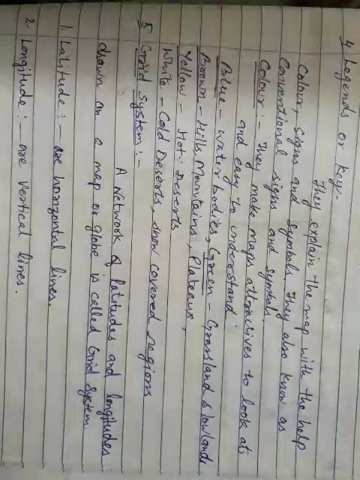 4 Legends or key-
They explain the map with the help
Colour, signs and symbols. They also know as
Conventional signs and symbols.
Colour :- They make maps attractives to look at
and easy to understand.
Blue - water bodies, Green - Grassland & lowland,
Brown - Hills, Mountains, Plateaus,
Yellow - Hot Deserts
White - Cold Deserts, snow covered regions
5 Grid System :-
A Network of latitudes and longitudes
drawn on a map or globe is called Grid System.
1. Latitude :- are horizontal lines.
2. Longitude :- are vertical lines.